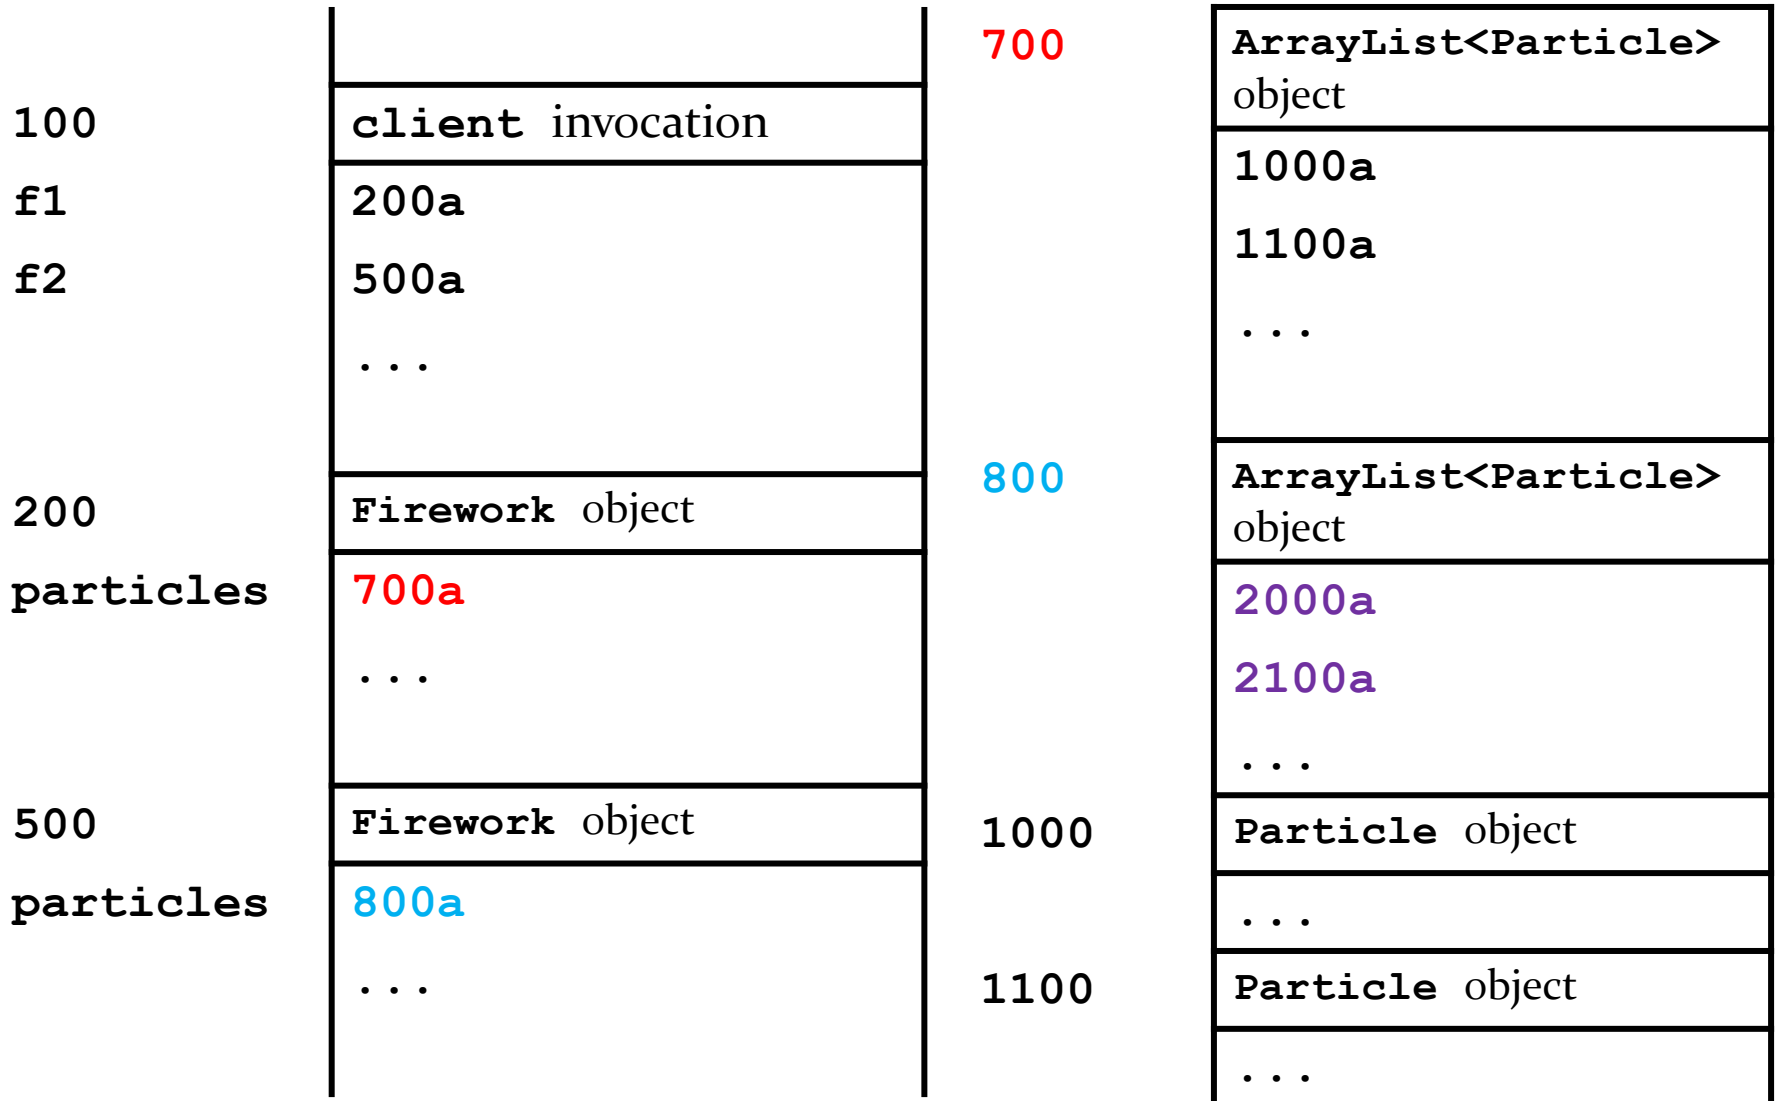 100 client invocation
f1 200a
f2 500a
...
200 Firework object
particles 700a
...
500 Firework object
particles 800a
...
700 ArrayList<Particle>
object
1000a
1100a
...
800 ArrayList<Particle>
object
2000a
2100a
...
1000 Particle object
...
1100 Particle object
...